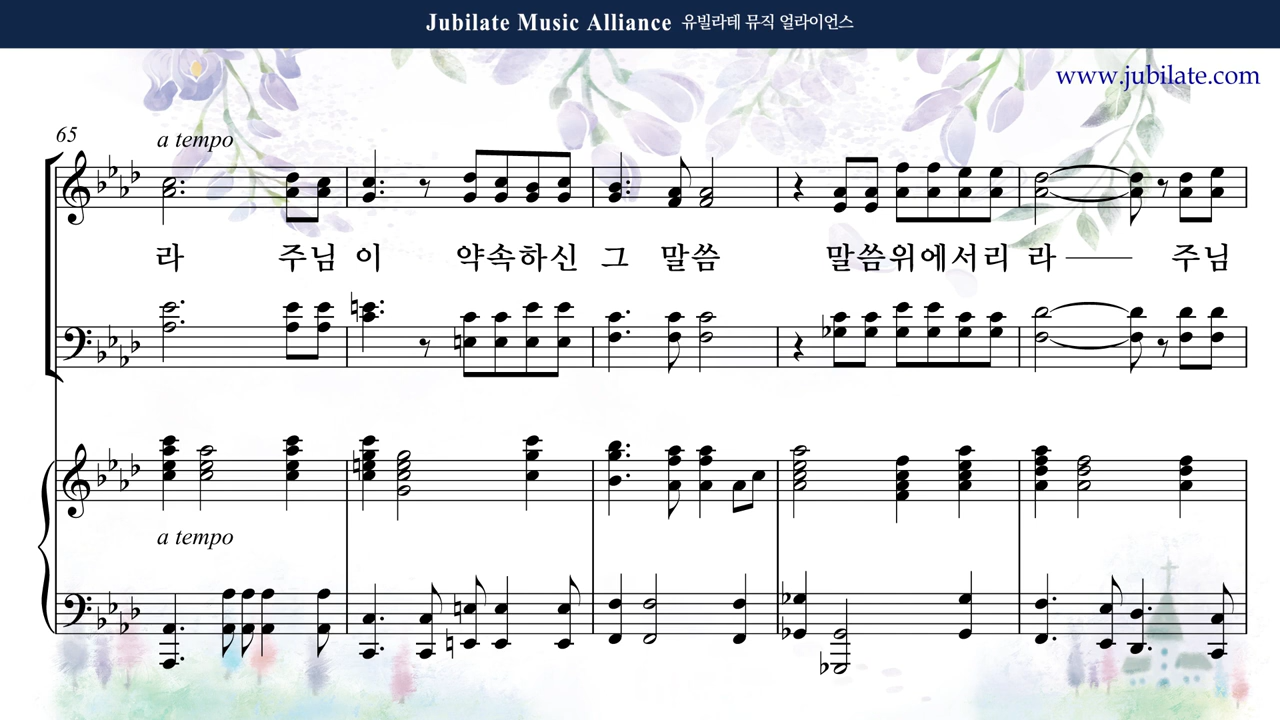 Jubilate Music Alliance 유빌라테 뮤직 얼라이언스
www.jubilate.com
65
a tempo
라 주님 이 약속하신 그 말씀 말씀위에서리 라 주님
a tempo